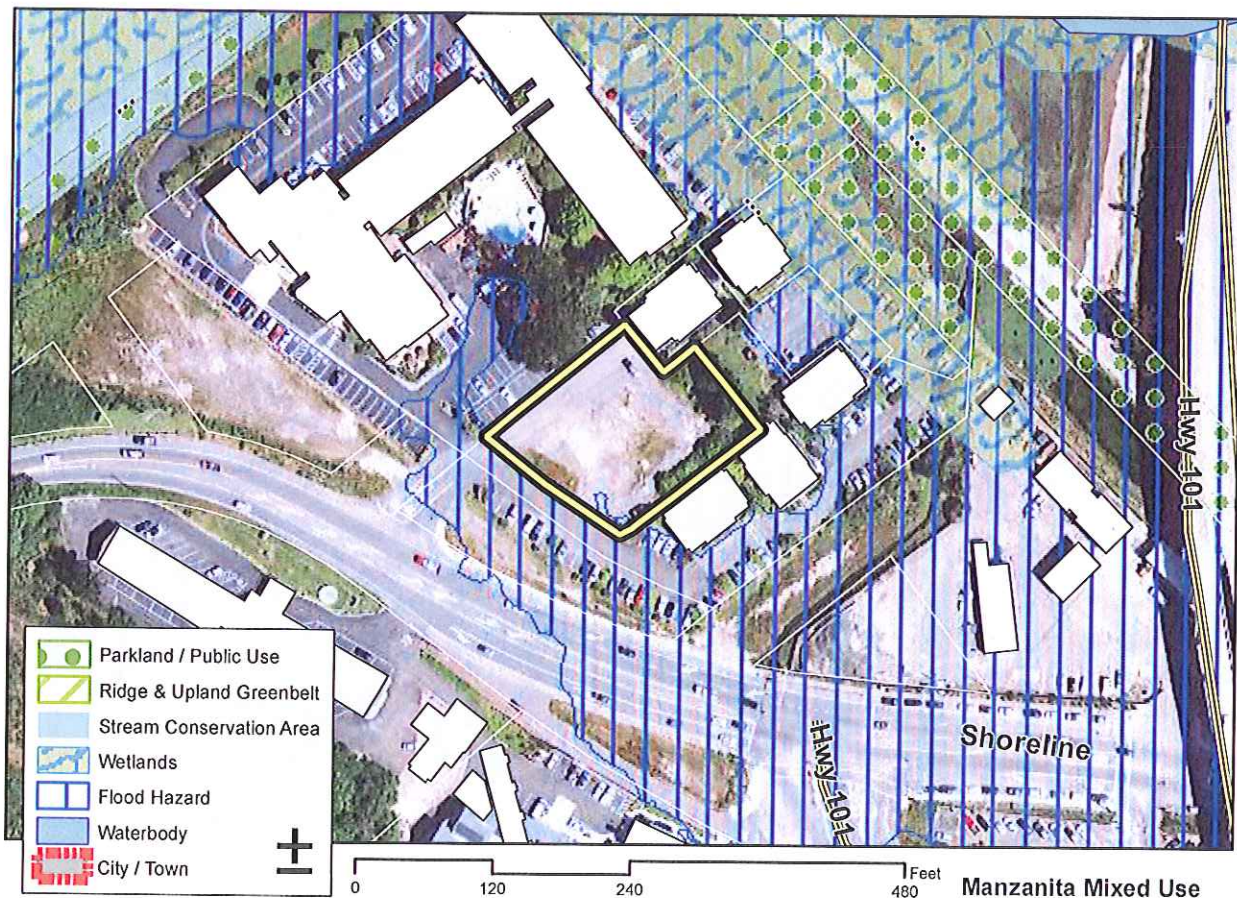 Hwy 101
Shoreline
Hwy 101
Parkland / Public Use
Ridge & Upland Greenbelt
Stream Conservation Area
Wetlands
Flood Hazard
Waterbody
City / Town
0 120 240 480 Feet
Manzanita Mixed Use